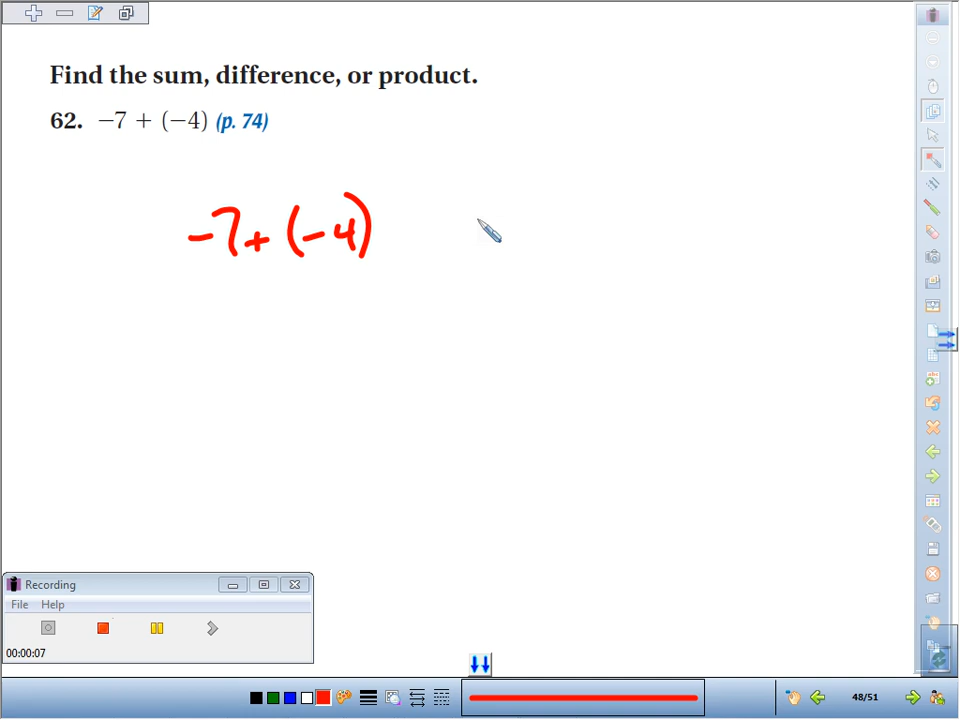 Find the sum, difference, or product.
62. −7 + (−4) (p. 74)
-7+(-4)
Recording
File Help
00:00:07
48/51